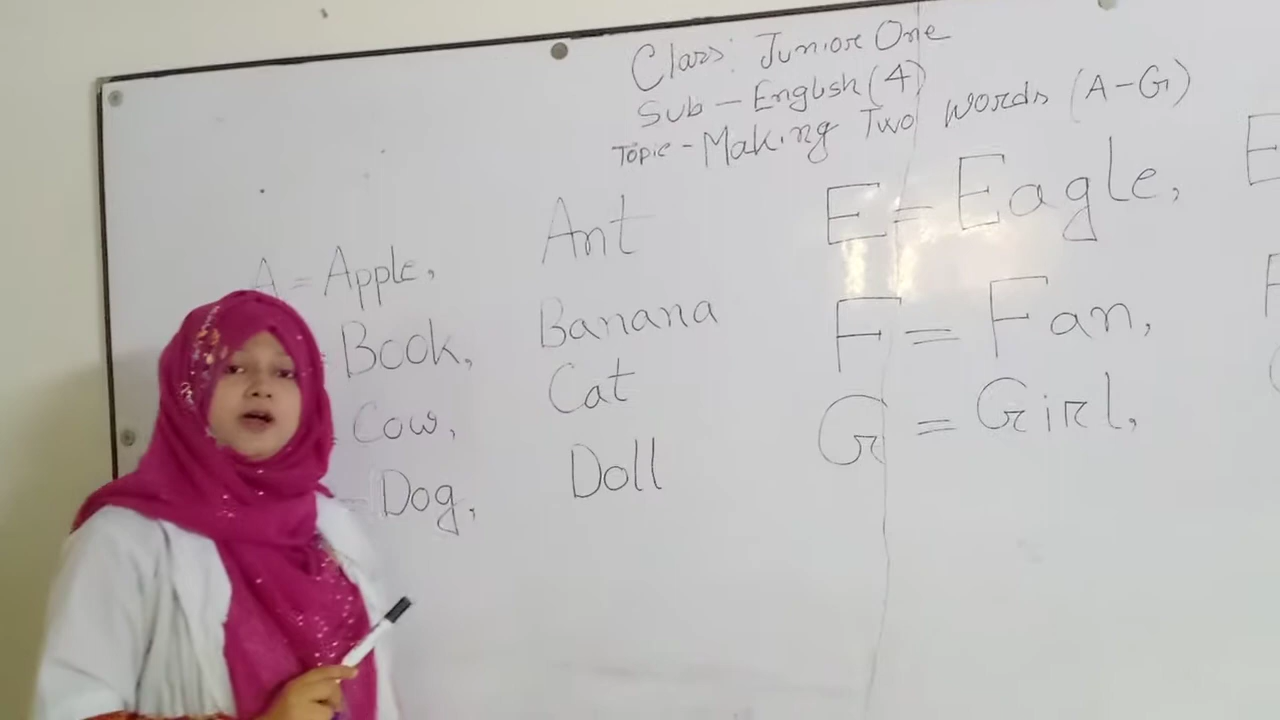 Class: Junior One
Sub - English (4)
Topic - Making Two words (A-G)
A = Apple, Ant
Book, Banana
Cow, Cat
= Dog, Doll
E = Eagle, E
F = Fan, F
G = Girl,